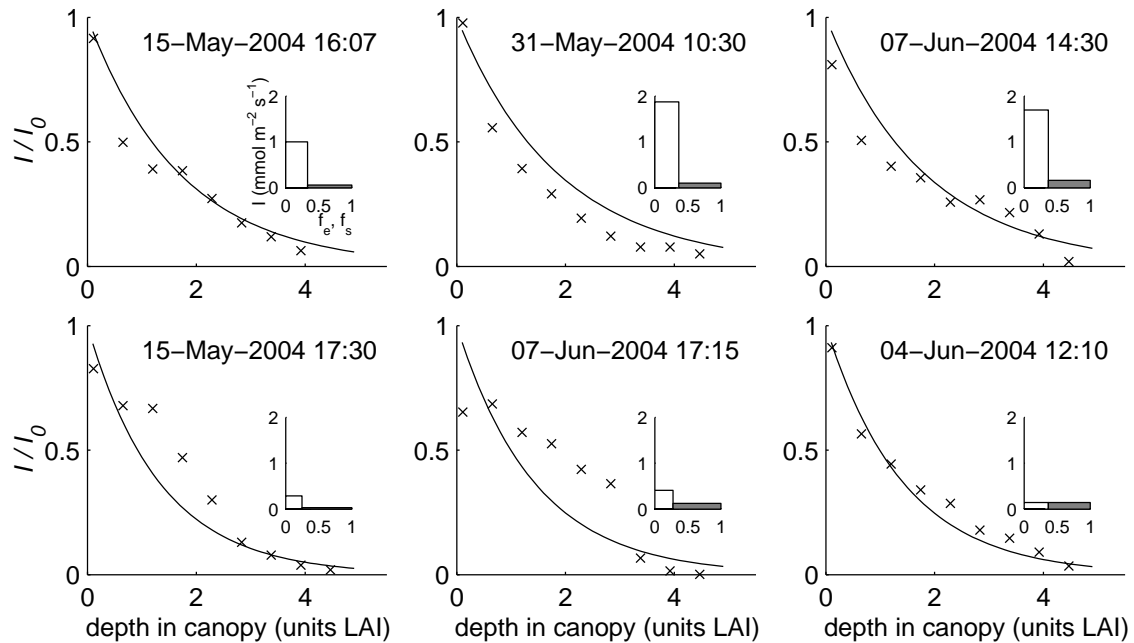 1
15−May−2004 16:07
31−May−2004 10:30
07−Jun−2004 14:30
I / I0
0.5
0
0 2 4
0 2 4
0 2 4
I (mmol m−2 s−1)
2
1
0
0 0.5 1
fe, fs
2
1
0
0 0.5 1
2
1
0
0 0.5 1
1
15−May−2004 17:30
07−Jun−2004 17:15
04−Jun−2004 12:10
I / I0
0.5
0
0 2 4
0 2 4
0 2 4
2
1
0
0 0.5 1
2
1
0
0 0.5 1
2
1
0
0 0.5 1
depth in canopy (units LAI)
depth in canopy (units LAI)
depth in canopy (units LAI)
1
0.5
0
1
0.5
0
1
0.5
0
1
0.5
0